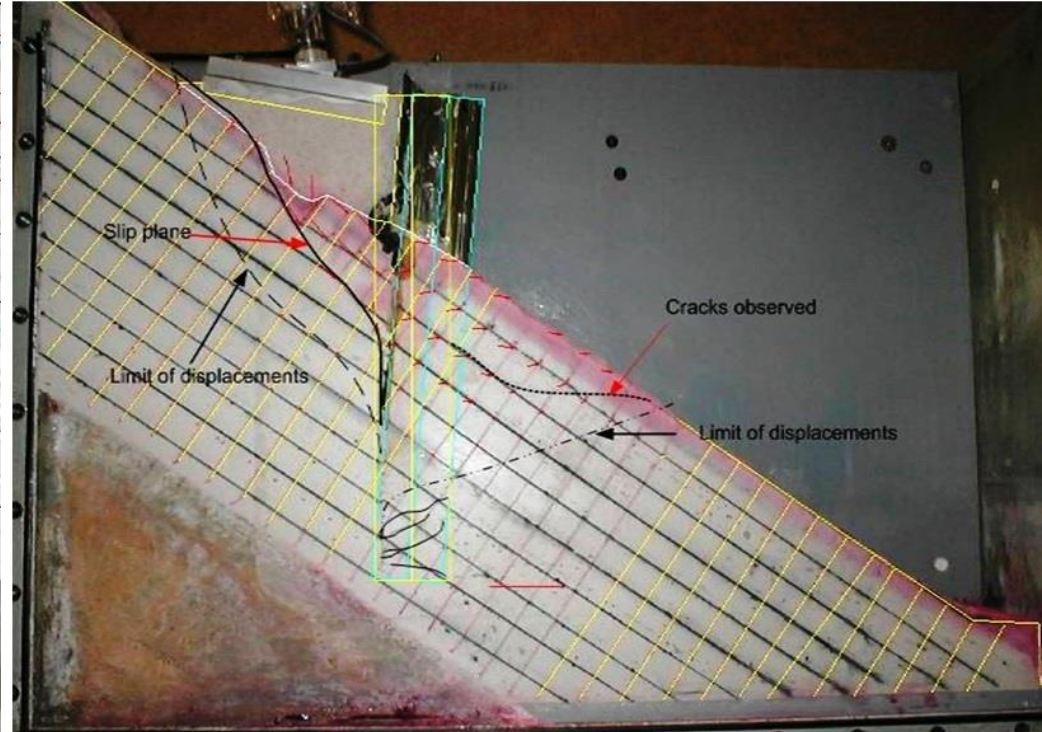 Slip plane
Cracks observed
Limit of displacements
Limit of displacements